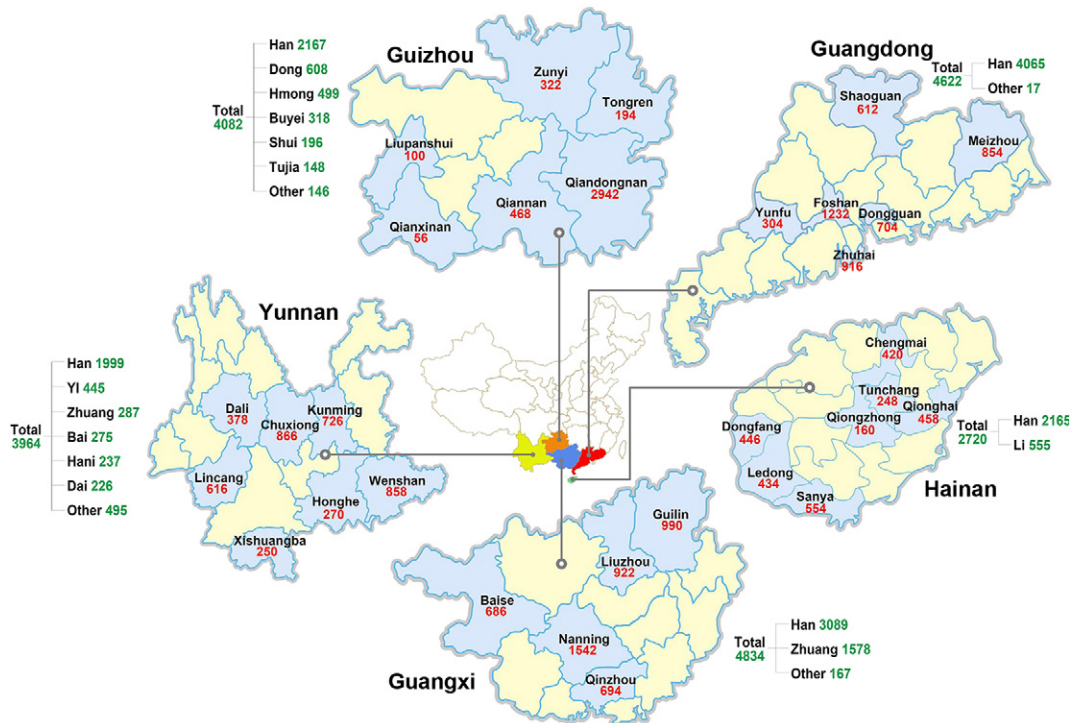 Guizhou
Han 2167
Dong 608
Hmong 499
Buyei 318
Shui 196
Tujia 148
Other 146
Total
4082
Zunyi
322
Tongren
194
Liupanshui
100
Qiandongnan
2942
Qiannan
468
Qianxinan
56
Guangdong
Total
4622
Han 4065
Other 17
Shaoguan
612
Meizhou
854
Yunfu
304
Foshan
1232
Dongguan
704
Zhuhai
916
Yunnan
Han 1999
YI 445
Zhuang 287
Bai 275
Hani 237
Dai 226
Other 495
Total
3964
Dali
378
Chuxiong
866
Kunming
726
Lincang
616
Honghe
270
Wenshan
858
Xishuangba
250
Hainan
Chengmai
420
Tunchang
248
Qionghai
458
Qiongzhong
160
Dongfang
446
Ledong
434
Sanya
554
Total
2720
Han 2165
Li 555
Guangxi
Guilin
990
Liuzhou
922
Baise
686
Nanning
1542
Qinzhou
694
Total
4834
Han 3089
Zhuang 1578
Other 167